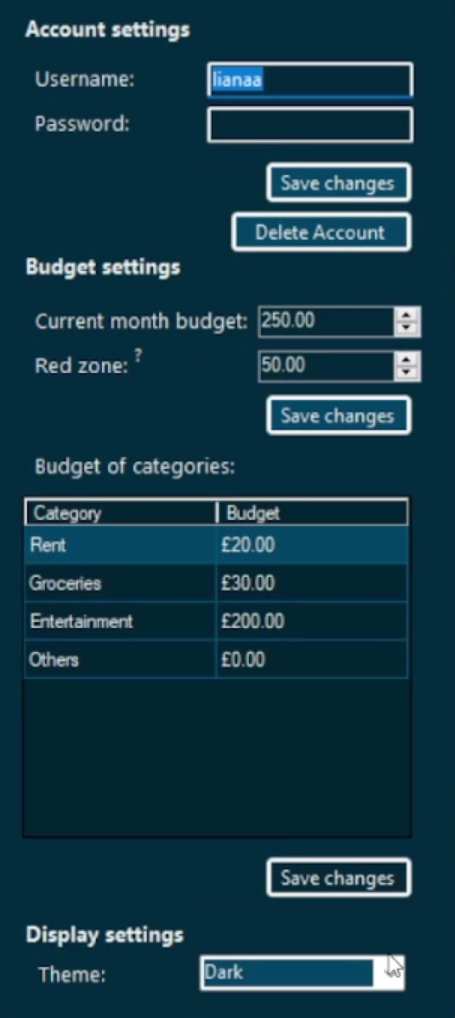 Account settings
Username: lianaa
Password:
Save changes
Delete Account
Budget settings
Current month budget: 250.00
Red zone: ? 50.00
Save changes
Budget of categories:
Category Budget
Rent £20.00
Groceries £30.00
Entertainment £200.00
Others £0.00
Save changes
Display settings
Theme: Dark